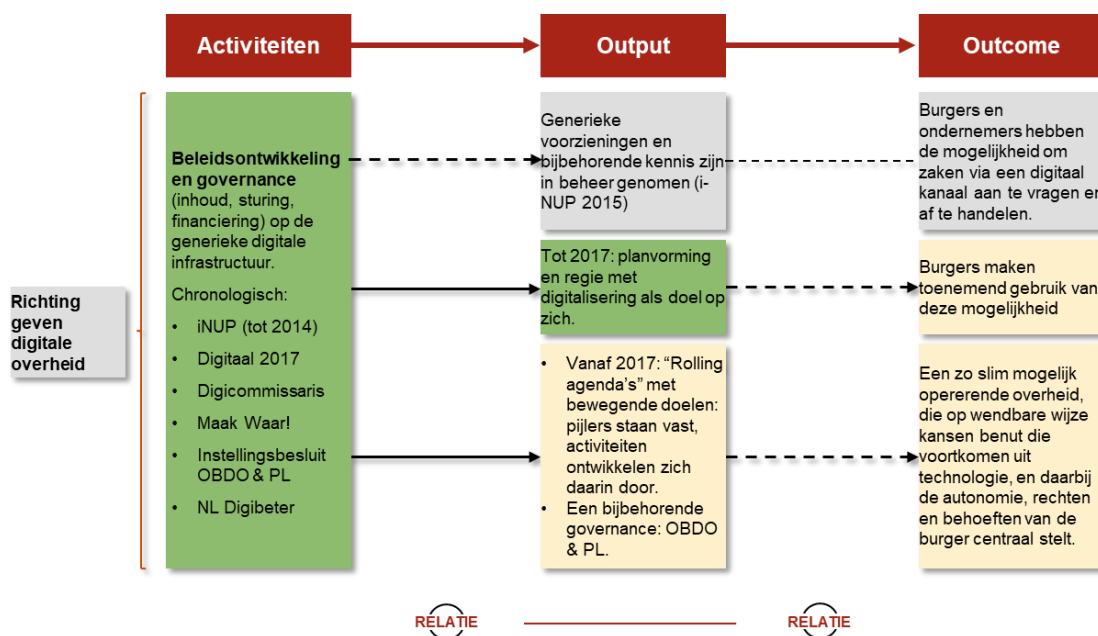 Activiteiten
Output
Outcome
Richting
geven
digitale
overheid
Beleidsontwikkeling
en governance
(inhoud, sturing,
financiering) op de
generieke digitale
infrastructuur.
Chronologisch:
• iNUP (tot 2014)
• Digitaal 2017
• Digicommissaris
• Maak Waar!
• Instellingsbesluit
OBDO & PL
• NL Digibeter
Generieke
voorzieningen en
bijbehorende kennis zijn
in beheer genomen (i-
NUP 2015)
Tot 2017: planvorming
en regie met
digitalisering als doel op
zich.
• Vanaf 2017: “Rolling
agenda’s” met
bewegende doelen:
pijlers staan vast,
activiteiten
ontwikkelen zich
daarin door.
• Een bijbehorende
governance: OBDO
& PL.
Burgers en
ondernemers hebben
de mogelijkheid om
zaken via een digitaal
kanaal aan te vragen en
af te handelen.
Burgers maken
toenemend gebruik van
deze mogelijkheid
Een zo slim mogelijk
opererende overheid,
die op wendbare wijze
kansen benut die
voortkomen uit
technologie, en daarbij
de autonomie, rechten
en behoeften van de
burger centraal stelt.
RELATIE
RELATIE